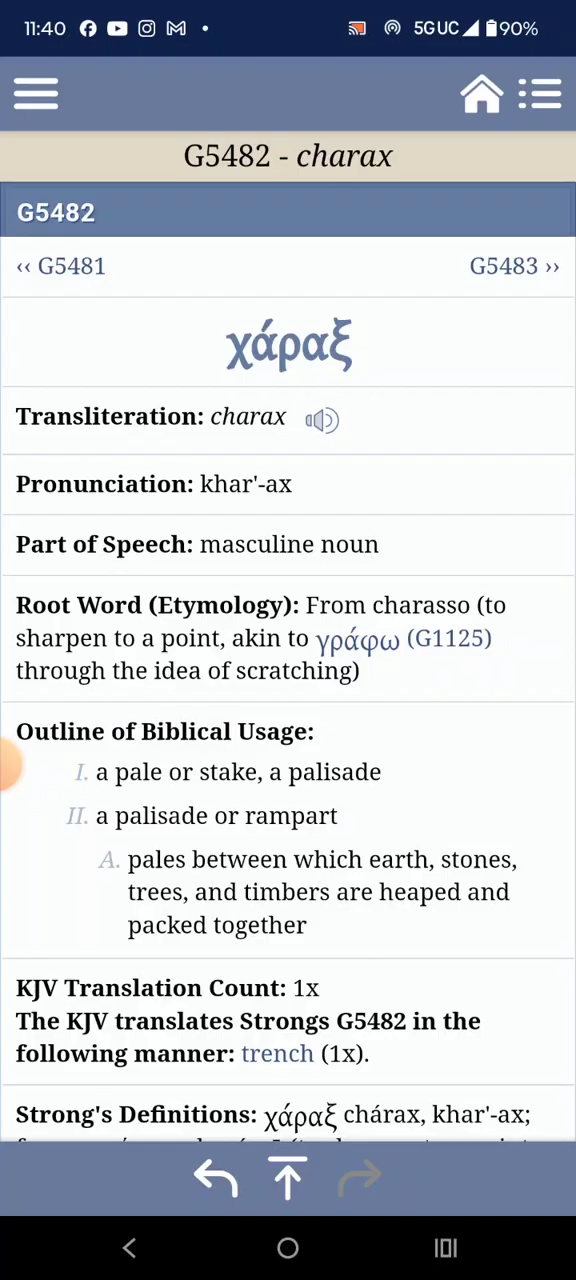 11:40
5G UC 90%
G5482 - charax
G5482
‹‹ G5481 G5483 ››
χάραξ
Transliteration: charax
Pronunciation: khar'-ax
Part of Speech: masculine noun
Root Word (Etymology): From charasso (to
sharpen to a point, akin to γράφω (G1125)
through the idea of scratching)
Outline of Biblical Usage:
I. a pale or stake, a palisade
II. a palisade or rampart
A. pales between which earth, stones,
trees, and timbers are heaped and
packed together
KJV Translation Count: 1x
The KJV translates Strongs G5482 in the
following manner: trench (1x).
Strong's Definitions: χάραξ chárax, khar'-ax;